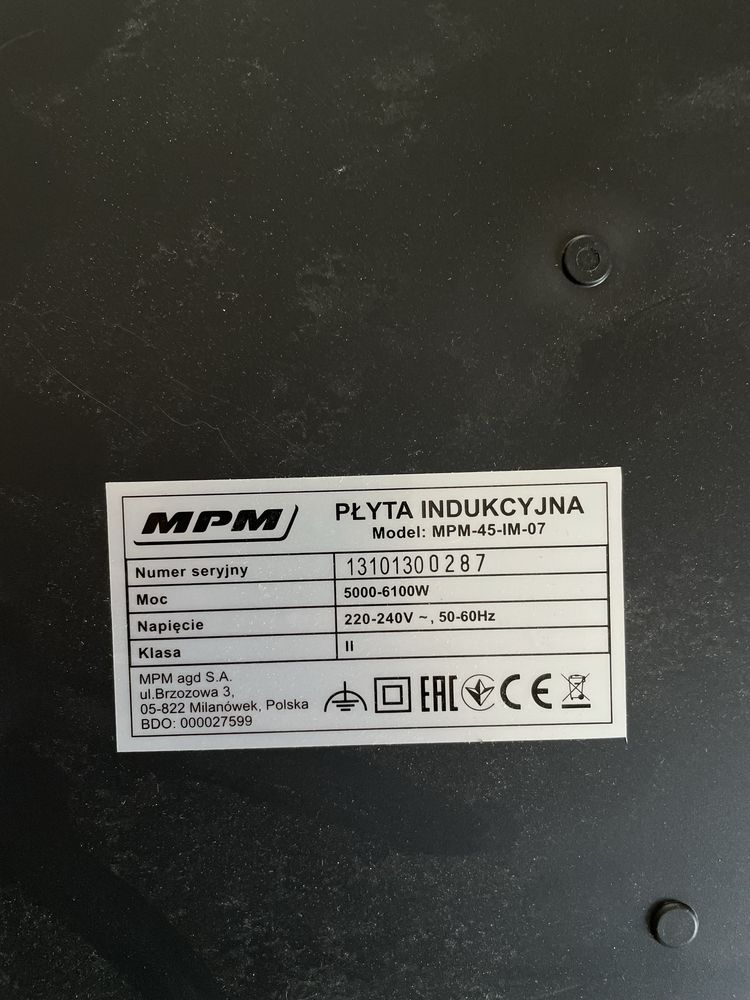 MPM
PŁYTA INDUKCYJNA
Model: MPM-45-IM-07
Numer seryjny 13101300287
Moc 5000-6100W
Napięcie 220-240V ~, 50-60Hz
Klasa II
MPM agd S.A.
ul.Brzozowa 3,
05-822 Milanówek, Polska
BDO: 000027599
EAC CE